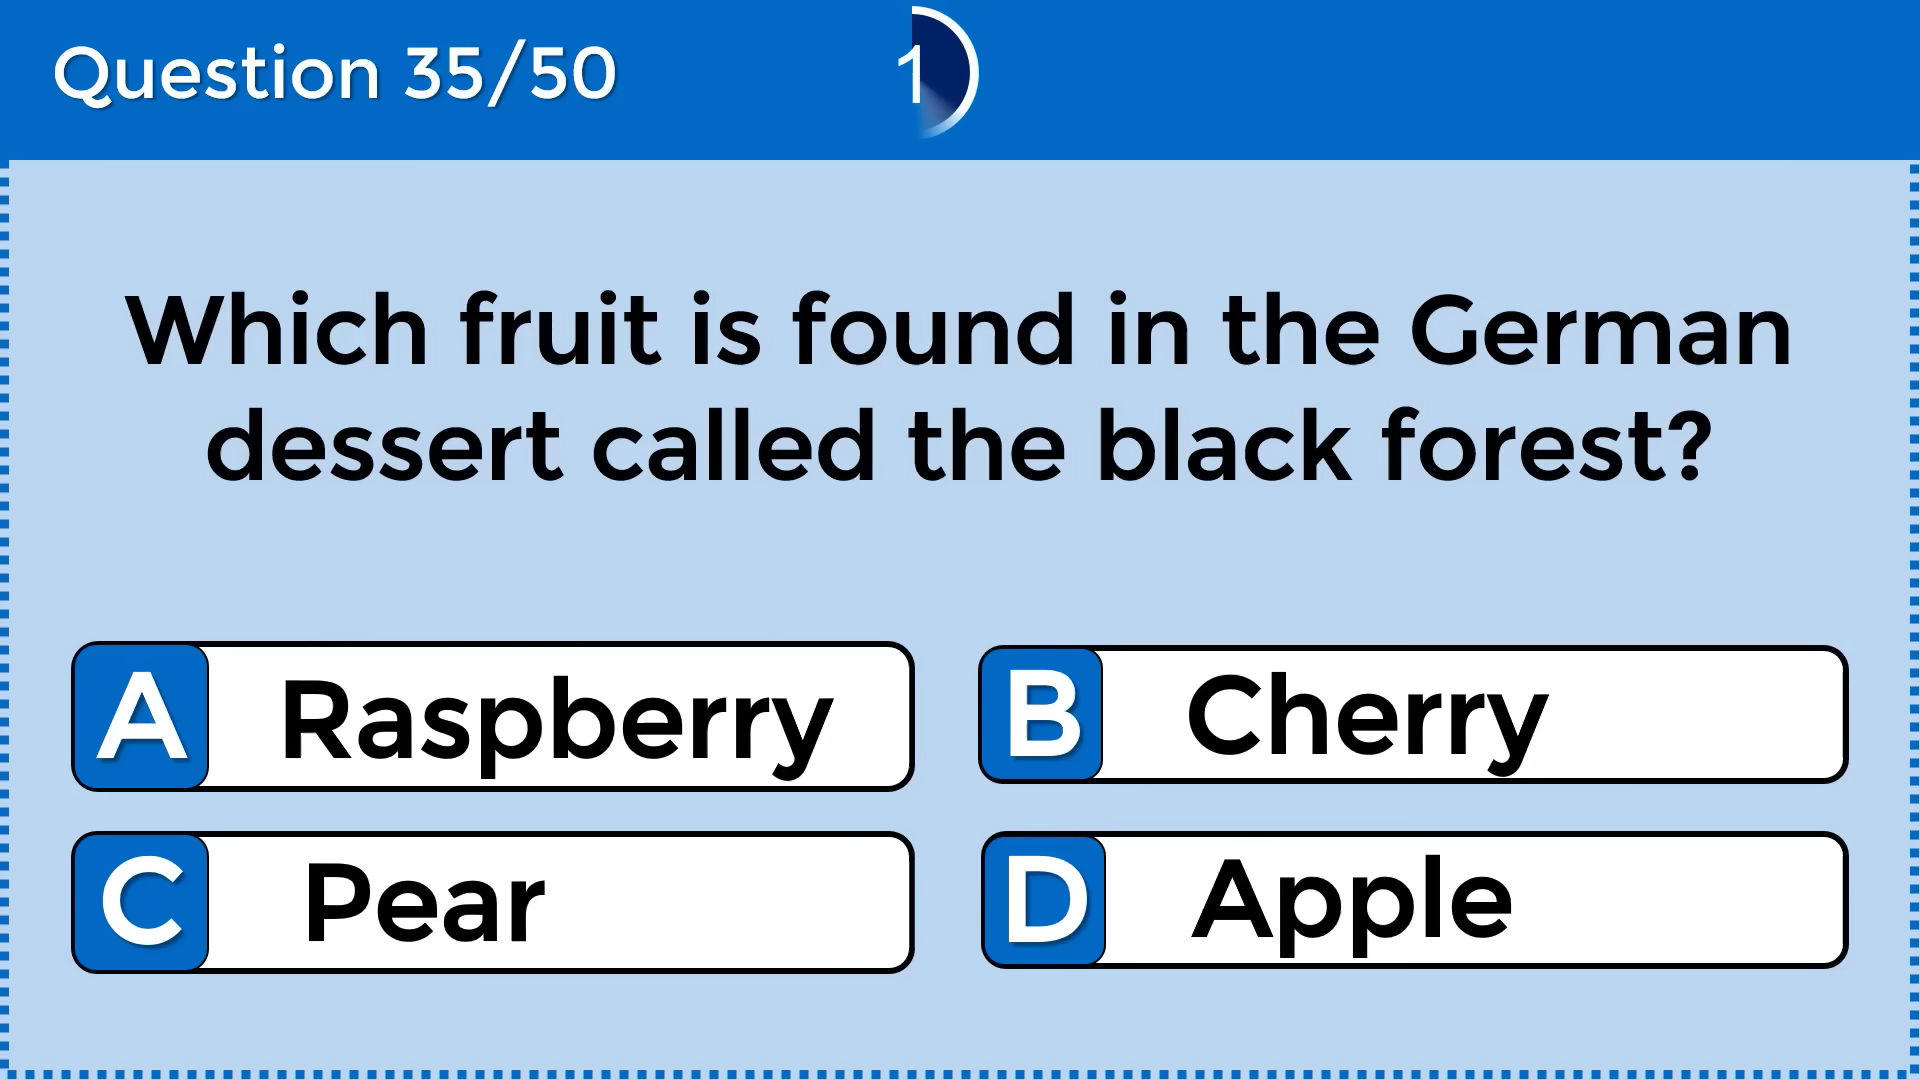 Question 35/50
1
Which fruit is found in the German
dessert called the black forest?
A Raspberry
B Cherry
C Pear
D Apple